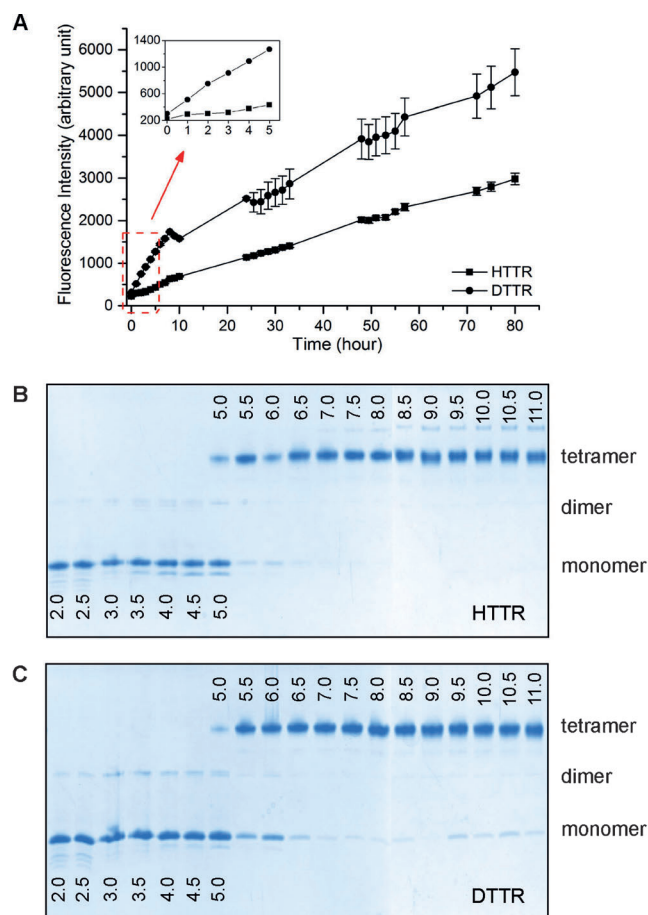 A
Fluorescence Intensity (arbitrary unit)
6000
5000
4000
3000
2000
1000
0
1400
1000
600
200
0 1 2 3 4 5
HTTR
DTTR
0 10 20 30 40 50 60 70 80
Time (hour)
B
5.0 5.5 6.0 6.5 7.0 7.5 8.0 8.5 9.0 9.5 10.0 10.5 11.0
tetramer
dimer
monomer
2.0 2.5 3.0 3.5 4.0 4.5 5.0
HTTR
C
5.0 5.5 6.0 6.5 7.0 7.5 8.0 8.5 9.0 9.5 10.0 10.5 11.0
tetramer
dimer
monomer
2.0 2.5 3.0 3.5 4.0 4.5 5.0
DTTR